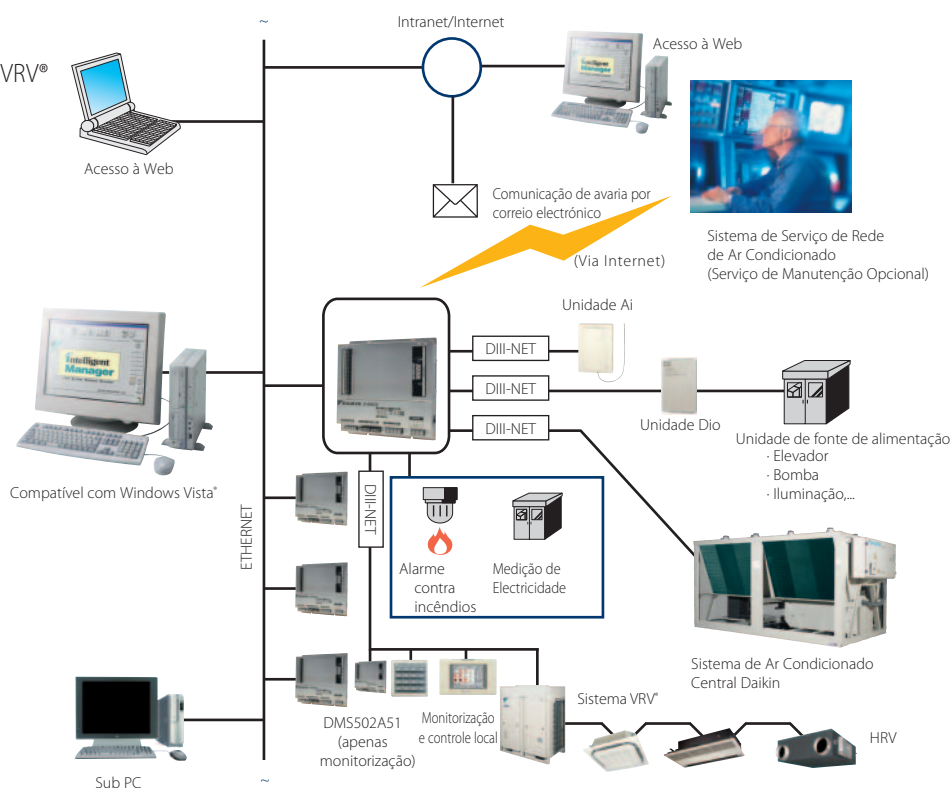 ~
Intranet/Internet
VRV®
Acesso à Web
Acesso à Web
Comunicação de avaria por
correio electrónico
(Via Internet)
Sistema de Serviço de Rede
de Ar Condicionado
(Serviço de Manutenção Opcional)
Unidade Ai
DIII-NET
DIII-NET
DIII-NET
Unidade Dio
Unidade de fonte de alimentação
· Elevador
· Bomba
· Iluminação,...
intelligent
Manager
Compatível com Windows Vista®
ETHERNET
DIII-NET
Alarme
contra
incêndios
Medição de
Electricidade
Sistema de Ar Condicionado
Central Daikin
DMS502A51
(apenas
monitorização)
Monitorização
e controle local
Sistema VRV®
HRV
Sub PC
~